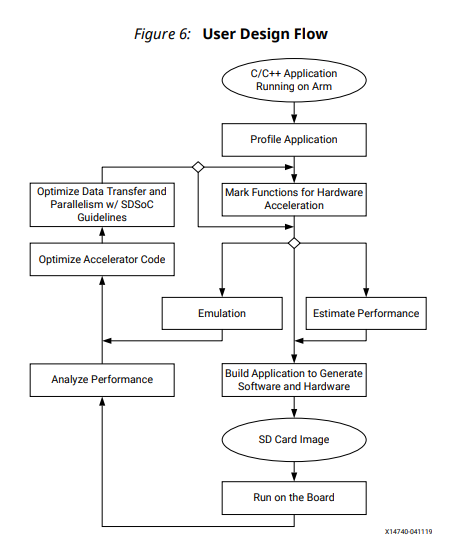 Figure 6: User Design Flow
C/C++ Application
Running on Arm
Profile Application
Optimize Data Transfer and
Parallelism w/ SDSoC
Guidelines
Mark Functions for Hardware
Acceleration
Optimize Accelerator Code
Emulation
Estimate Performance
Analyze Performance
Build Application to Generate
Software and Hardware
SD Card Image
Run on the Board
X14740-041119